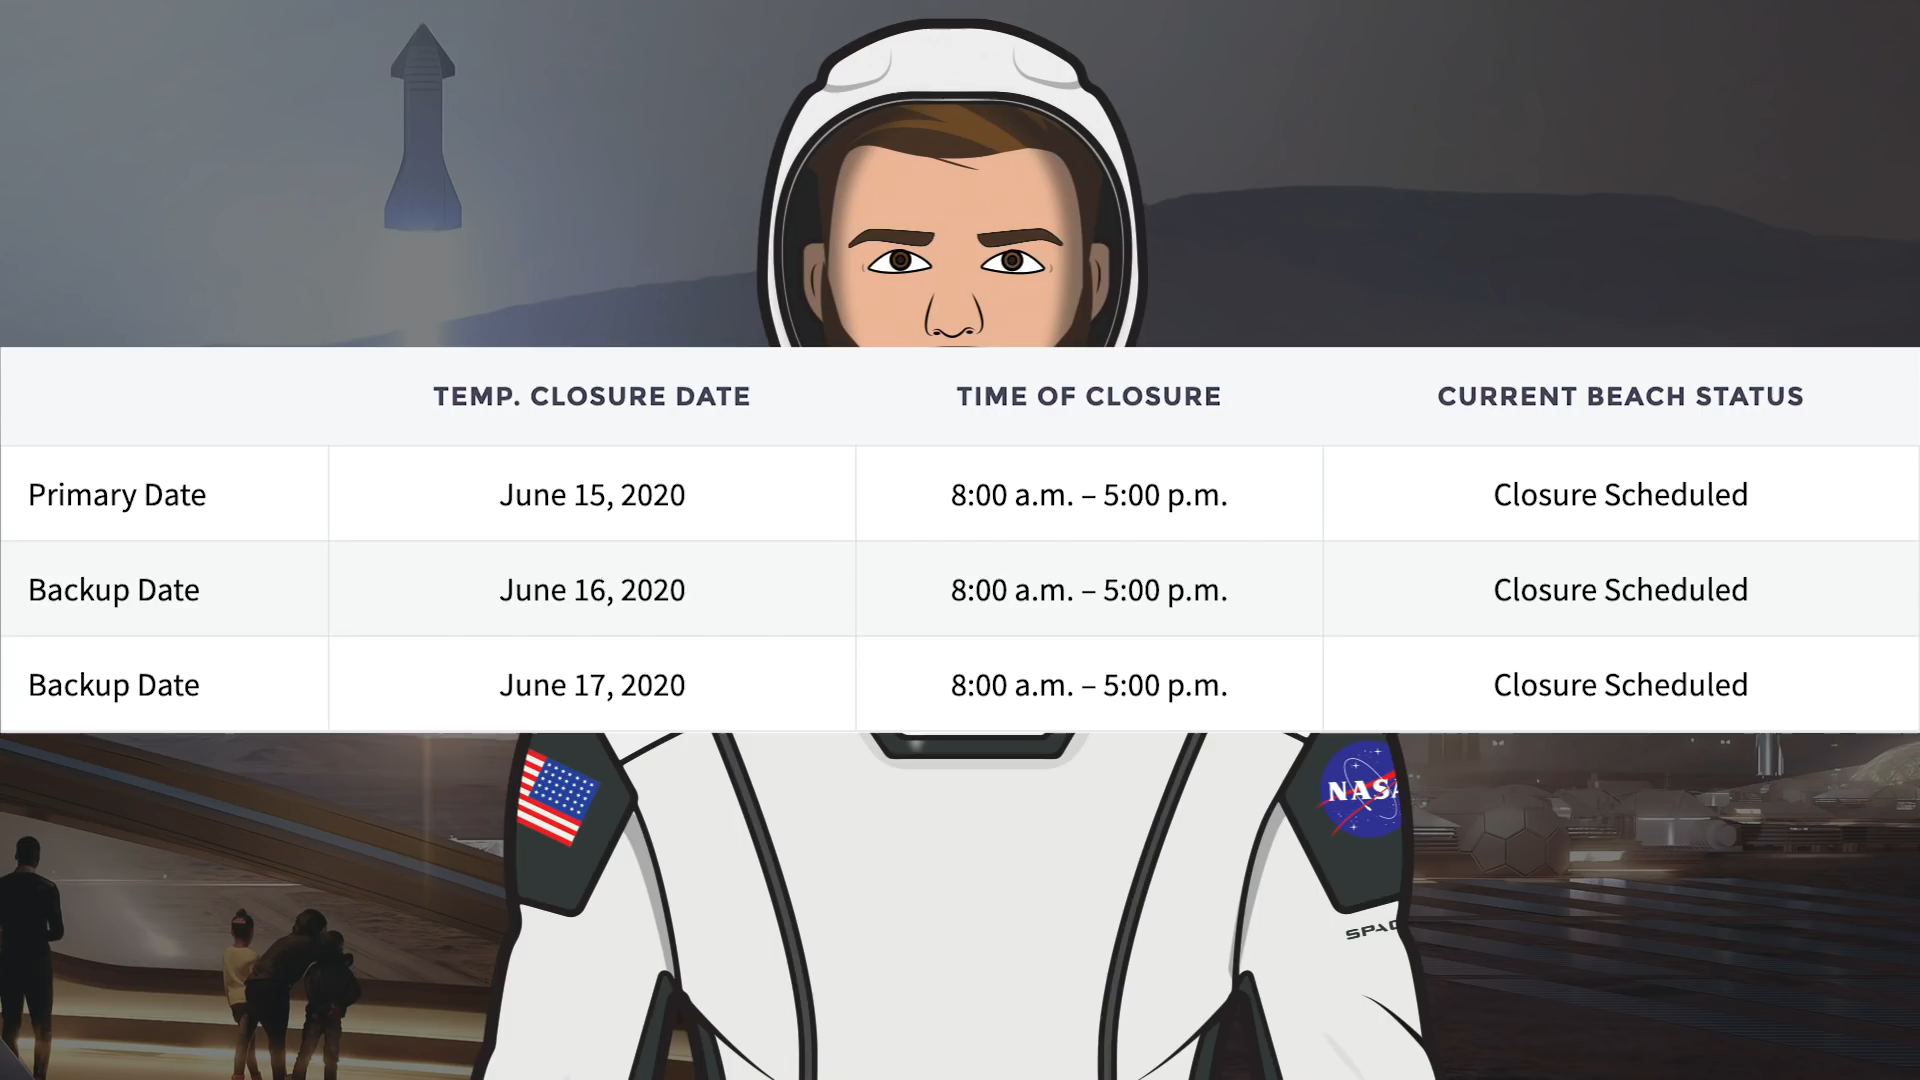 TEMP. CLOSURE DATE TIME OF CLOSURE CURRENT BEACH STATUS
Primary Date June 15, 2020 8:00 a.m. – 5:00 p.m. Closure Scheduled
Backup Date June 16, 2020 8:00 a.m. – 5:00 p.m. Closure Scheduled
Backup Date June 17, 2020 8:00 a.m. – 5:00 p.m. Closure Scheduled
NASA
SPAC